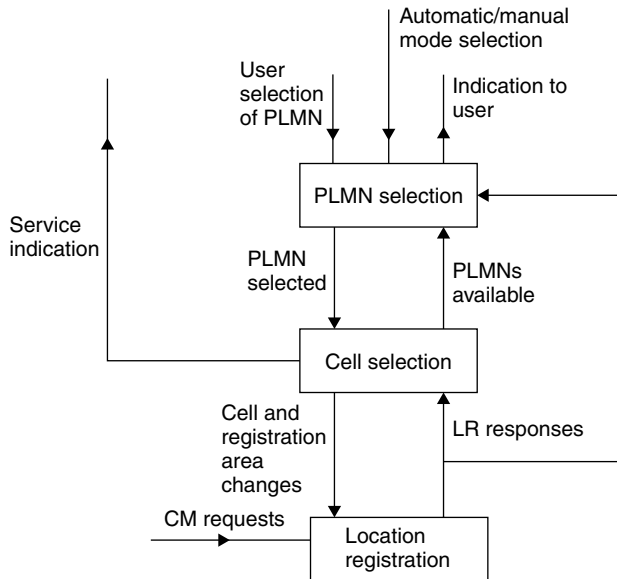 Automatic/manual
mode selection
User
selection
of PLMN
Indication to
user
PLMN selection
Service
indication
PLMN
selected
PLMNs
available
Cell selection
Cell and
registration
area
changes
LR responses
CM requests
Location
registration